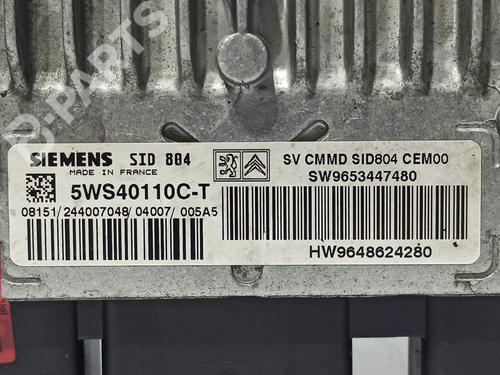 B-PARTS
SIEMENS SID 804
MADE IN FRANCE
5WS40110C-T
08151/244007048/04007/005A5
SV CMMD SID804 CEM00
SW9653447480
HW9648624280